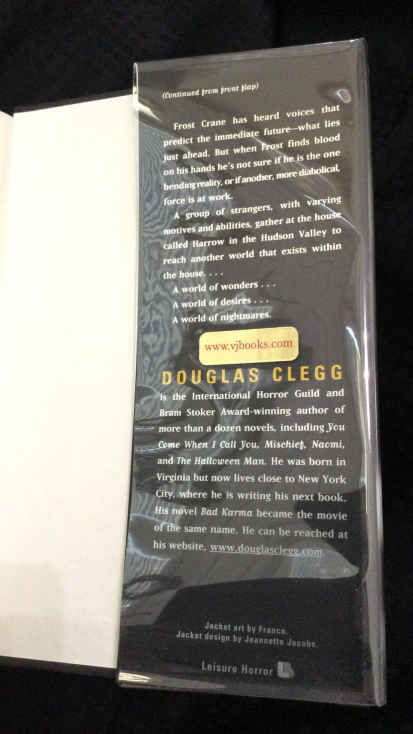 (Continued from front flap)
Frost Crane has heard voices that
predict the immediate future—what lies
just ahead. But when Frost finds blood
on his hands he's not sure if he is the one
bending reality, or if another, more diabolical,
force is at work.
A group of strangers, with varying
motives and abilities, gather at the house
called Harrow in the Hudson Valley to
reach another world that exists within
the house. . . .
A world of wonders . . .
A world of desires . . .
A world of nightmares.
www.vjbooks.com
DOUGLAS CLEGG
is the International Horror Guild and
Bram Stoker Award-winning author of
more than a dozen novels, including You
Come When I Call You, Mischief, Naomi,
and The Halloween Man. He was born in
Virginia but now lives close to New York
City, where he is writing his next book.
His novel Bad Karma became the movie
of the same name. He can be reached at
his website, www.douglasclegg.com.
Jacket art by Franco.
Jacket design by Jeannette Jacobs.
Leisure Horror